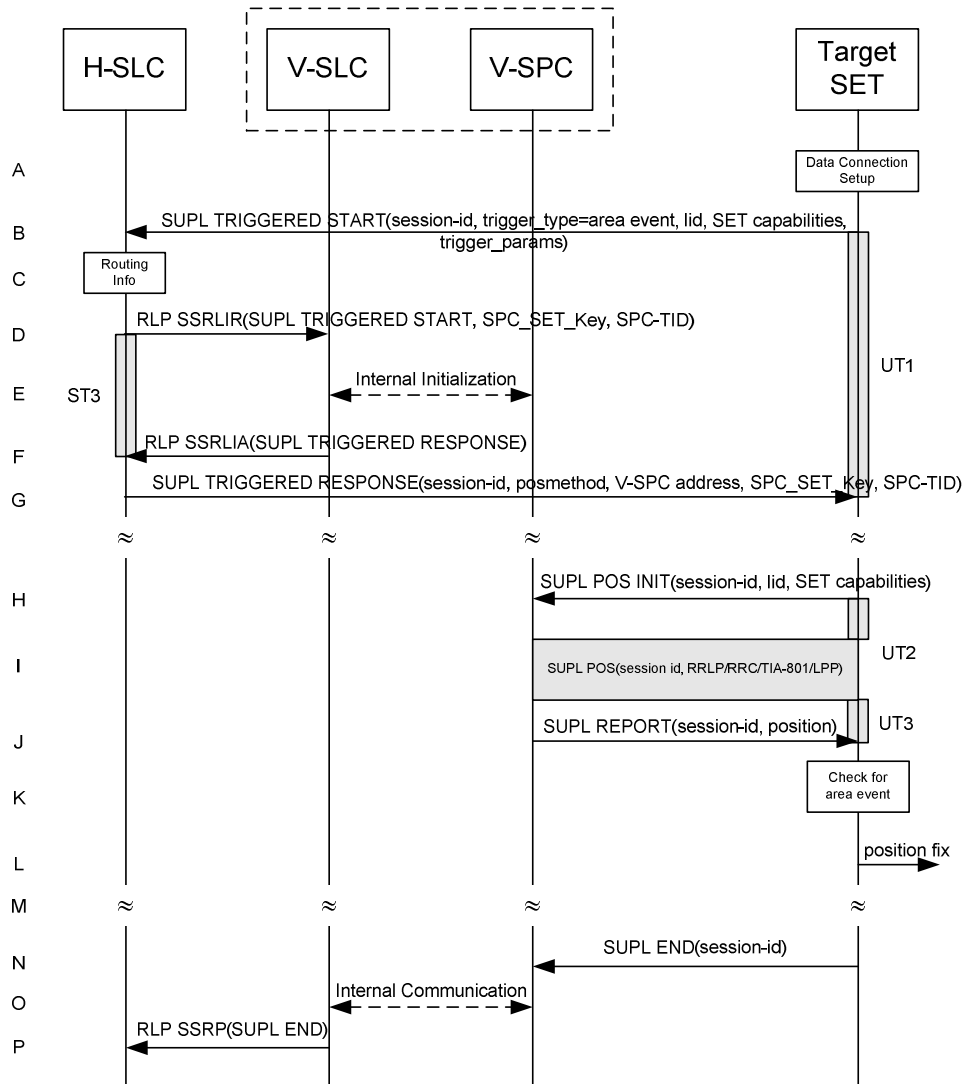 H-SLC
V-SLC
V-SPC
Target
SET
A
Data Connection
Setup
B
SUPL TRIGGERED START(session-id, trigger_type=area event, lid, SET capabilities,
trigger_params)
C
Routing
Info
D
RLP SSRLIR(SUPL TRIGGERED START, SPC_SET_Key, SPC-TID)
UT1
E
ST3
Internal Initialization
F
RLP SSRLIA(SUPL TRIGGERED RESPONSE)
G
SUPL TRIGGERED RESPONSE(session-id, posmethod, V-SPC address, SPC_SET_Key, SPC-TID)
≈ ≈ ≈ ≈
H
SUPL POS INIT(session-id, lid, SET capabilities)
UT2
I
SUPL POS(session id, RRLP/RRC/TIA-801/LPP)
UT3
J
SUPL REPORT(session-id, position)
K
Check for
area event
L
position fix
M
≈ ≈ ≈ ≈
N
SUPL END(session-id)
O
Internal Communication
P
RLP SSRP(SUPL END)